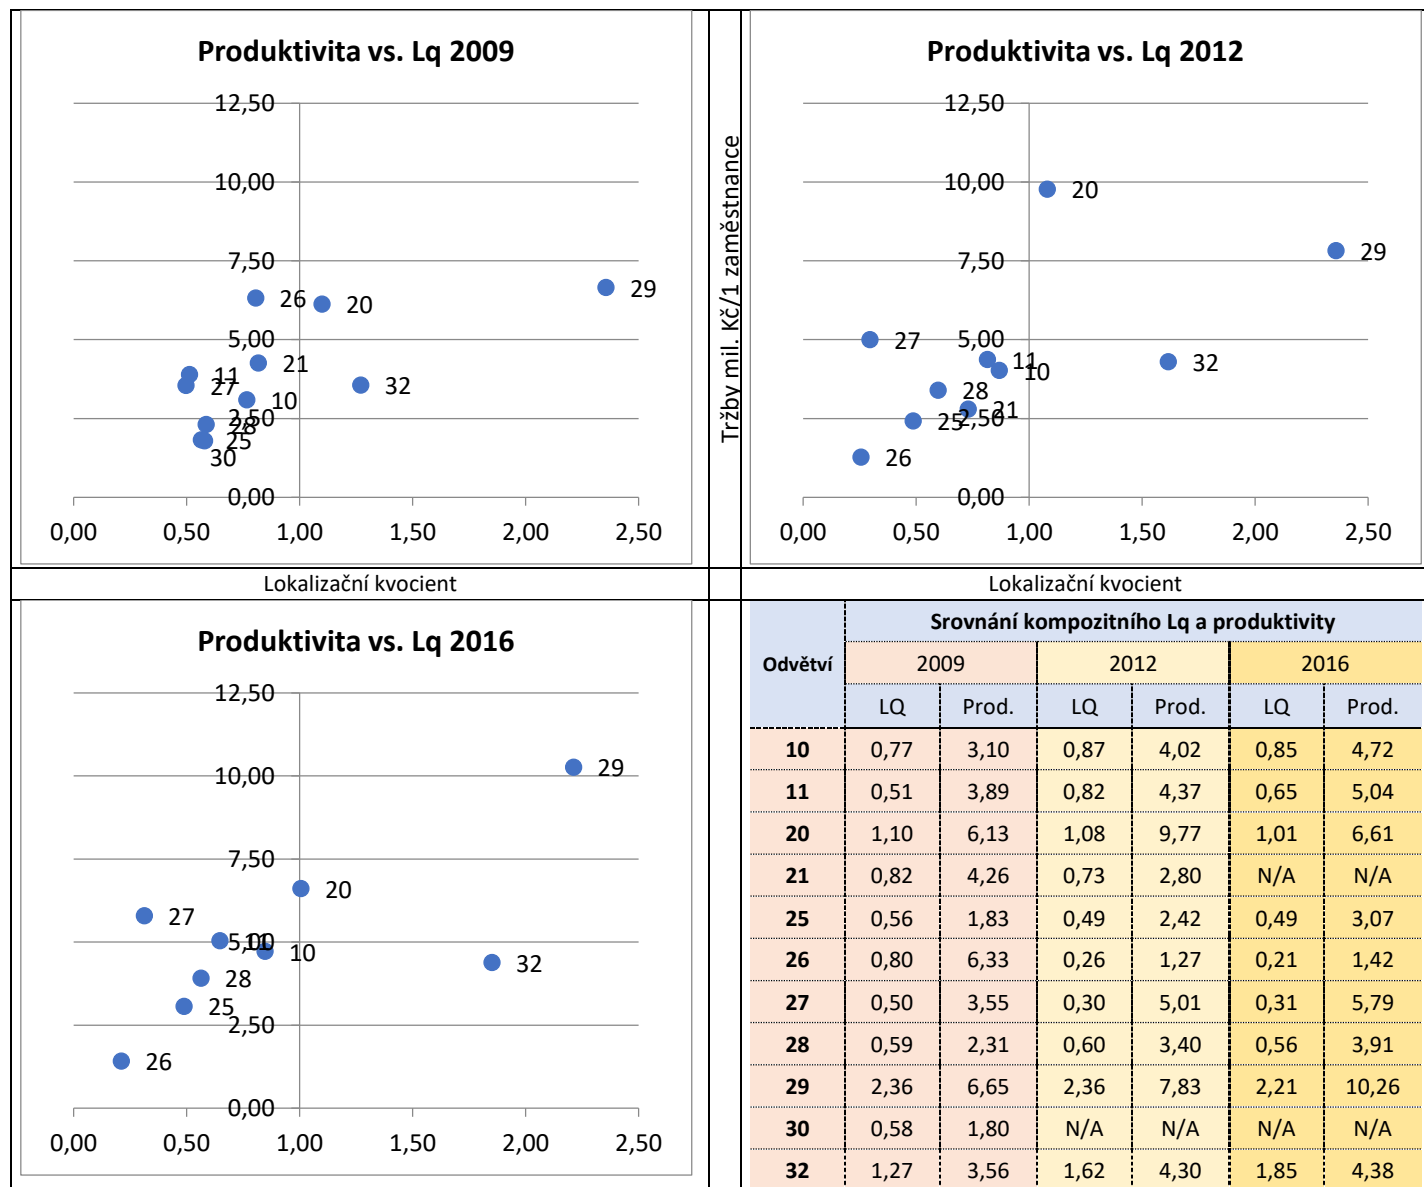 Produktivita vs. Lq 2009
12,50
10,00
7,50
5,00
2,50
0,00
26
20
29
21
11
27
32
10
28
25
30
0,00 0,50 1,00 1,50 2,00 2,50
Lokalizační kvocient
Tržby mil. Kč/1 zaměstnance
Produktivita vs. Lq 2012
12,50
10,00
7,50
5,00
2,50
0,00
20
29
27
11
10
32
28
21
25
26
0,00 0,50 1,00 1,50 2,00 2,50
Lokalizační kvocient
Produktivita vs. Lq 2016
12,50
10,00
7,50
5,00
2,50
0,00
29
20
27
11
10
32
28
25
26
0,00 0,50 1,00 1,50 2,00 2,50
Srovnání kompozitního Lq a produktivity
Odvětví 2009 2012 2016
LQ Prod. LQ Prod. LQ Prod.
10 0,77 3,10 0,87 4,02 0,85 4,72
11 0,51 3,89 0,82 4,37 0,65 5,04
20 1,10 6,13 1,08 9,77 1,01 6,61
21 0,82 4,26 0,73 2,80 N/A N/A
25 0,56 1,83 0,49 2,42 0,49 3,07
26 0,80 6,33 0,26 1,27 0,21 1,42
27 0,50 3,55 0,30 5,01 0,31 5,79
28 0,59 2,31 0,60 3,40 0,56 3,91
29 2,36 6,65 2,36 7,83 2,21 10,26
30 0,58 1,80 N/A N/A N/A N/A
32 1,27 3,56 1,62 4,30 1,85 4,38